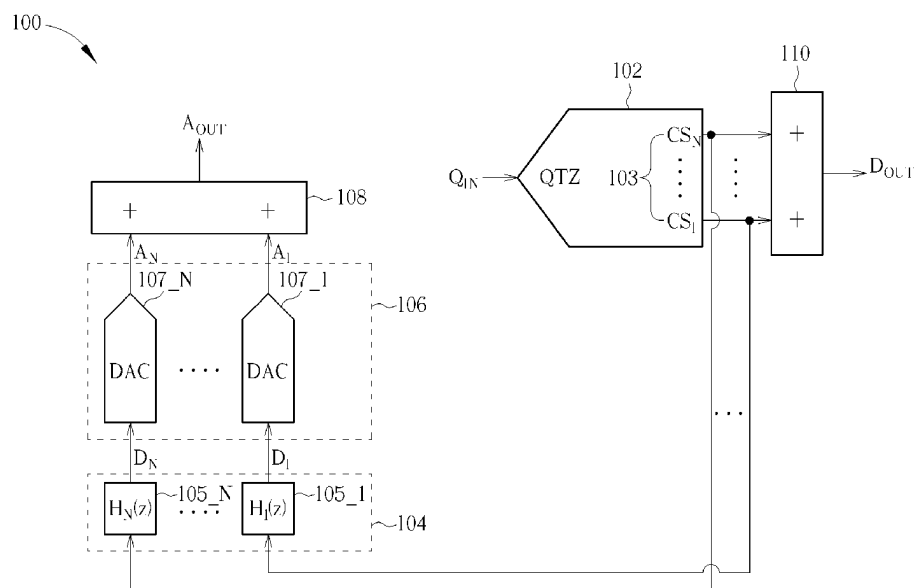 100
102
110
A_OUT
CS_N
+
Q_IN
QTZ
103
D_OUT
CS_1
+
108
+ +
A_N A_1
107_N 107_1
106
DAC DAC
D_N D_1
105_N 105_1
H_N(z) H_1(z)
104